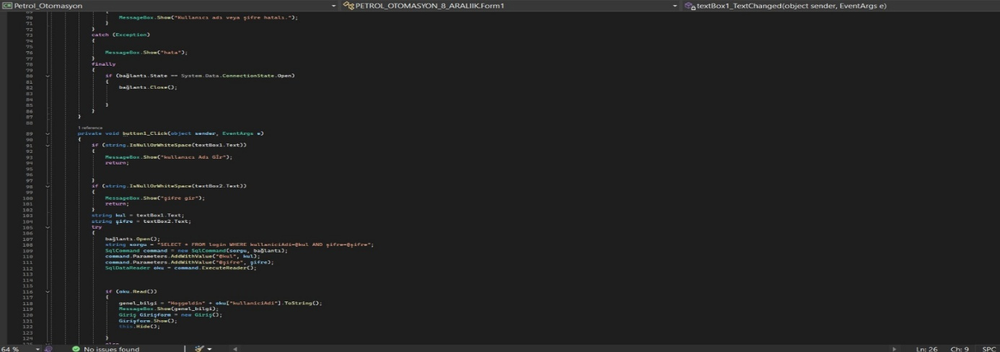 Petrol_Otomasyon PETROL_OTOMASYON_8_ARALIIK.Form1 textBox1_TextChanged(object sender, EventArgs e)
69 {
70 MessageBox.Show("Kullanıcı adı veya şifre hatalı.");
71 }
72 }
73 catch (Exception)
74 {
75
76 MessageBox.Show("hata");
77 }
78 finally
79 {
80 if (bağlantı.State == System.Data.ConnectionState.Open)
81 {
82 bağlantı.Close();
83
84
85 }
86 }
87 }
88
1 reference
89 private void button1_Click(object sender, EventArgs e)
90 {
91 if (string.IsNullOrWhiteSpace(textBox1.Text))
92 {
93 MessageBox.Show("kullanıcı Adı Gİr");
94 return;
95
96
97 }
98 if (string.IsNullOrWhiteSpace(textBox2.Text))
99 {
100 MessageBox.Show("şifre gir");
101 return;
102 }
103 string kul = textBox1.Text;
104 string şifre = textBox2.Text;
105 try
106 {
107 bağlantı.Open();
108 string sorgu = "SELECT * FROM login WHERE kullaniciAdi=@kul AND şifre=@şifre";
109 SqlCommand command = new SqlCommand(sorgu, bağlantı);
110 command.Parameters.AddWithValue("@kul", kul);
111 command.Parameters.AddWithValue("@şifre", şifre);
112 SqlDataReader oku = command.ExecuteReader();
113
114
115
116 if (oku.Read())
117 {
118 genel_bilgi = "Hoşgeldin" + oku["kullaniciAdi"].ToString();
119 MessageBox.Show(genel_bilgi);
120 Giriş Girişform = new Giriş();
121 Girişform.Show();
122 this.Hide();
123
124 }
125 else
64 % No issues found Ln: 26 Ch: 9 SPC